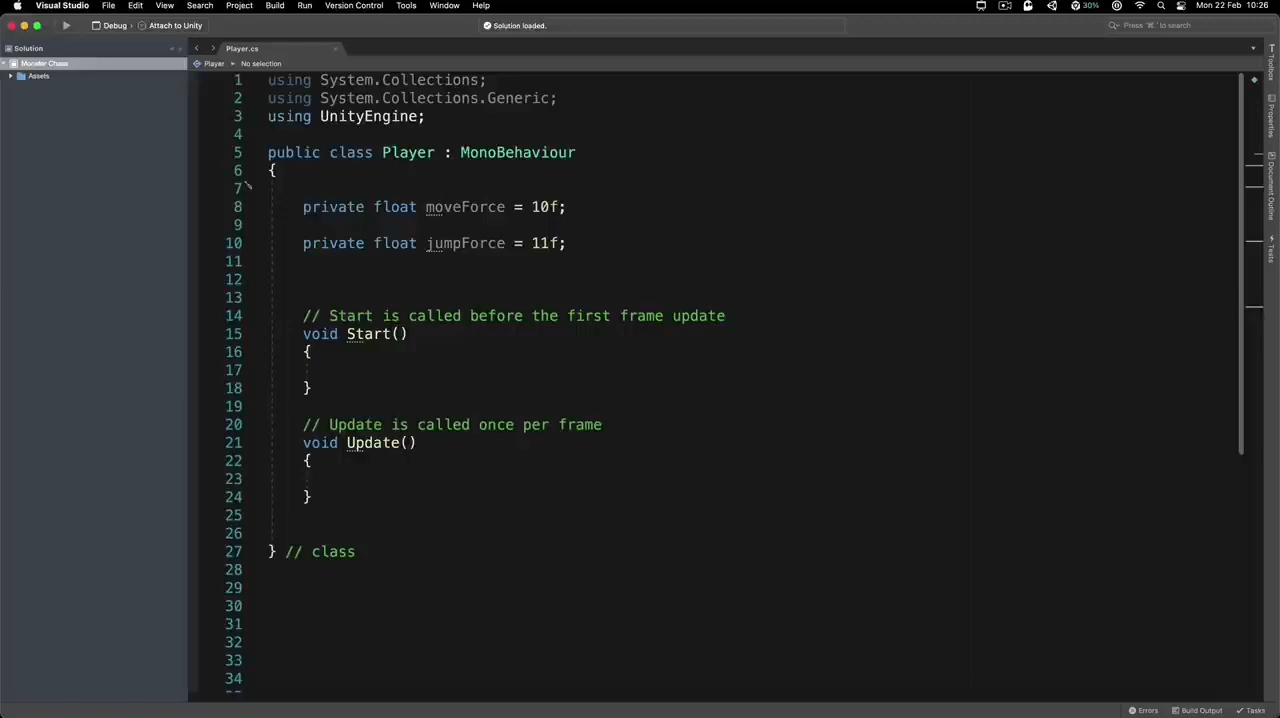 Visual Studio File Edit View Search Project Build Run Version Control Tools Window Help 30% Mon 22 Feb 10:26
Debug Attach to Unity Solution loaded. Press ‘⌘.’ to search
Solution Player.cs
Monster Chase Player No selection
Assets
1 using System.Collections;
2 using System.Collections.Generic;
3 using UnityEngine;
4
5 public class Player : MonoBehaviour
6 {
7
8 private float moveForce = 10f;
9
10 private float jumpForce = 11f;
11
12
13
14 // Start is called before the first frame update
15 void Start()
16 {
17
18 }
19
20 // Update is called once per frame
21 void Update()
22 {
23
24 }
25
26
27 } // class
28
29
30
31
32
33
34
Toolbox
Properties
Document Outline
Tests
Errors Build Output Tasks